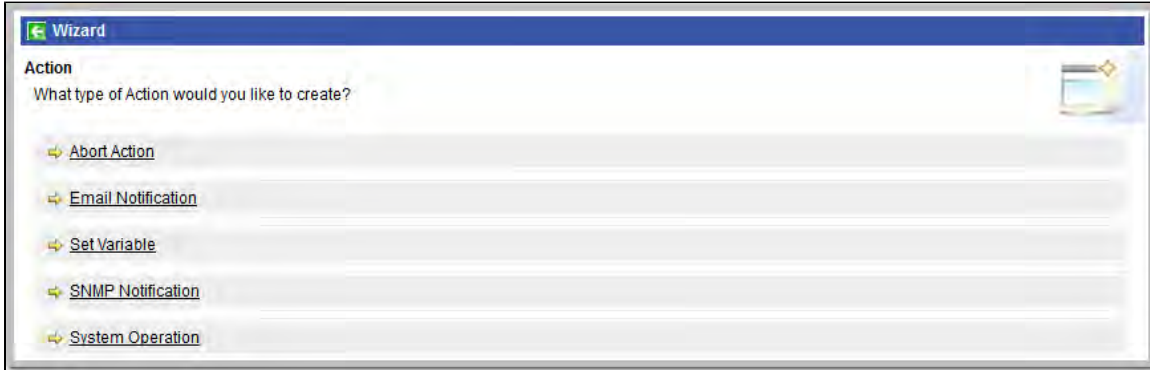 Wizard
Action
What type of Action would you like to create?
Abort Action
Email Notification
Set Variable
SNMP Notification
System Operation